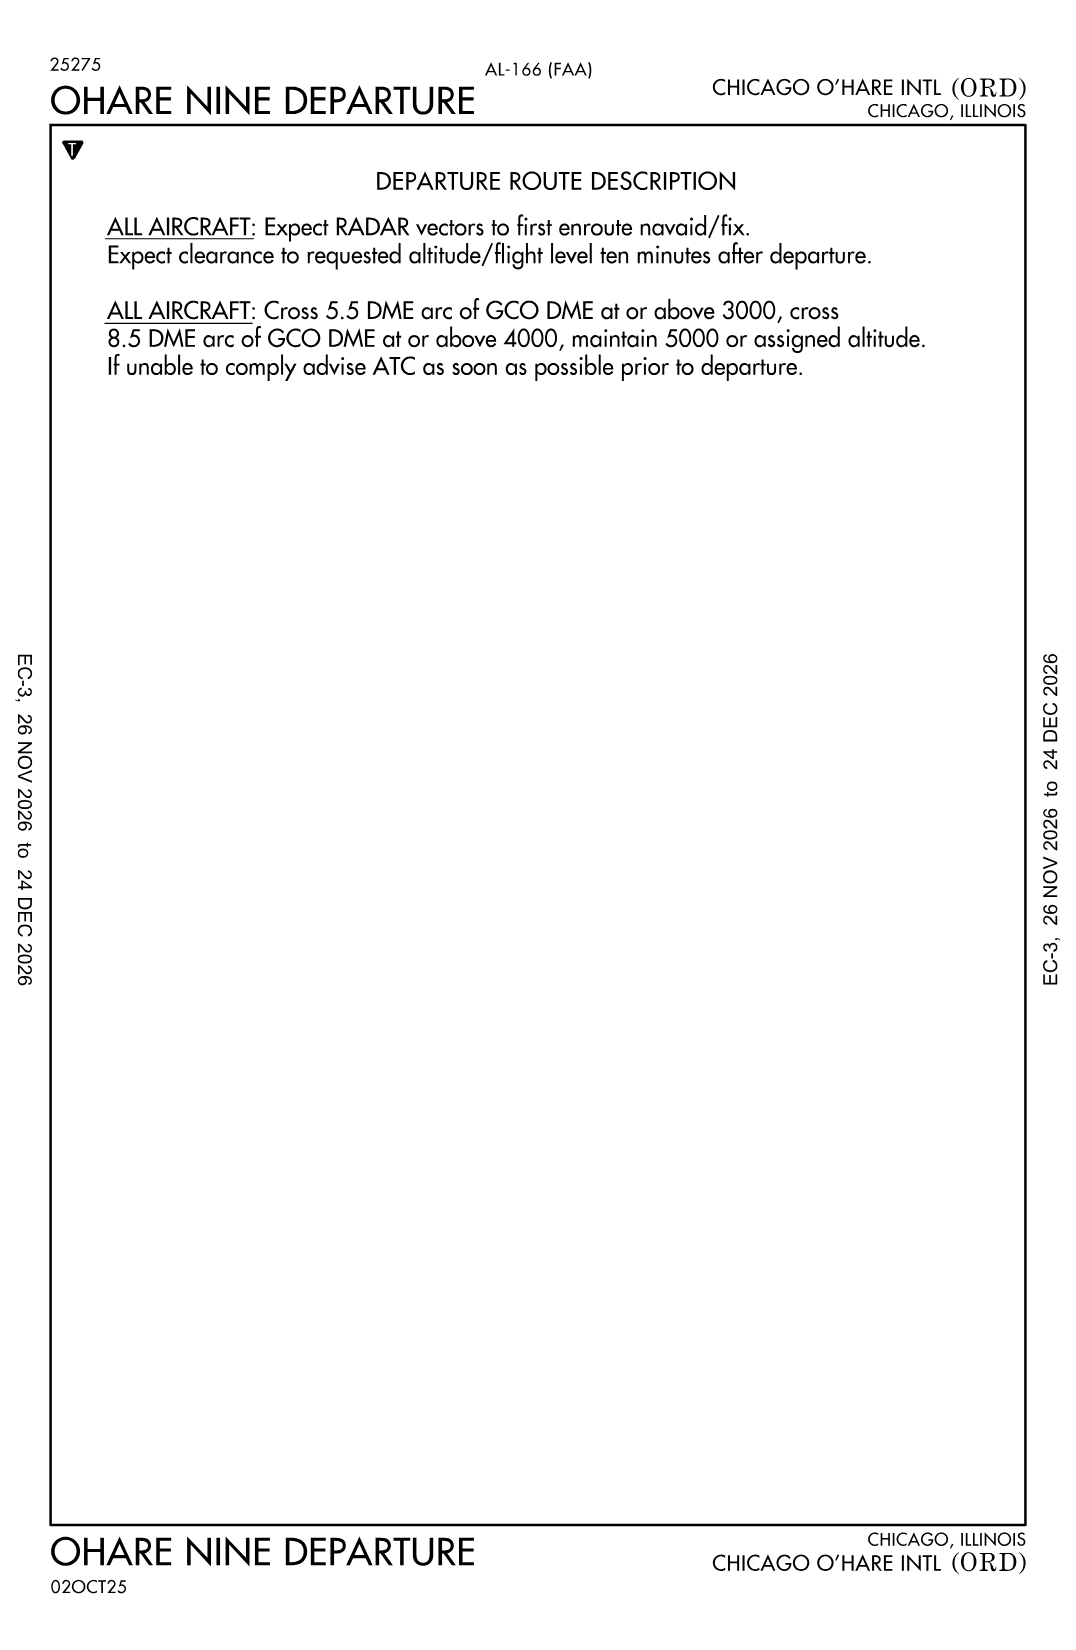 25275
AL-166 (FAA)
OHARE NINE DEPARTURE
CHICAGO O'HARE INTL (ORD)
CHICAGO, ILLINOIS
T
DEPARTURE ROUTE DESCRIPTION
ALL AIRCRAFT: Expect RADAR vectors to first enroute navaid/fix.
Expect clearance to requested altitude/flight level ten minutes after departure.
ALL AIRCRAFT: Cross 5.5 DME arc of GCO DME at or above 3000, cross
8.5 DME arc of GCO DME at or above 4000, maintain 5000 or assigned altitude.
If unable to comply advise ATC as soon as possible prior to departure.
EC-3, 26 NOV 2026 to 24 DEC 2026
EC-3, 26 NOV 2026 to 24 DEC 2026
OHARE NINE DEPARTURE
02OCT25
CHICAGO, ILLINOIS
CHICAGO O'HARE INTL (ORD)